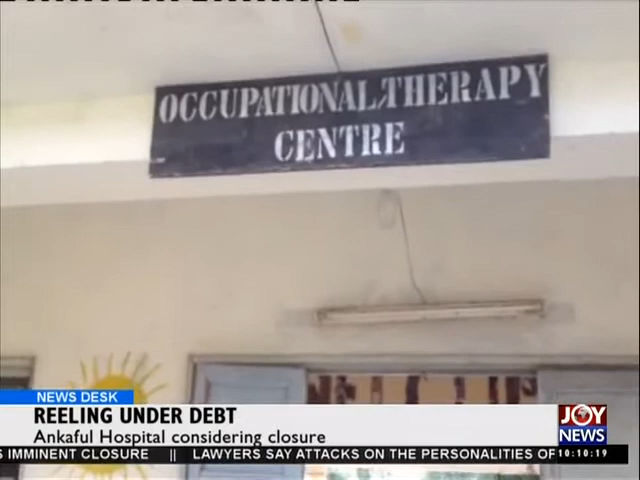 OCCUPATIONAL THERAPY
CENTRE
NEWS DESK
REELING UNDER DEBT
Ankaful Hospital considering closure
JOY
NEWS
S IMMINENT CLOSURE || LAWYERS SAY ATTACKS ON THE PERSONALITIES OF
10:10:19